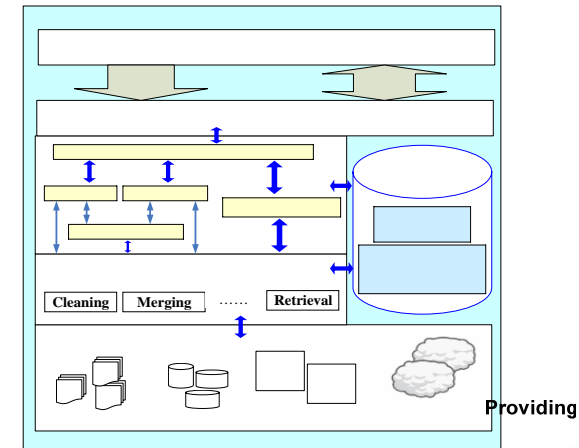 Cleaning Merging ...... Retrieval
Providing